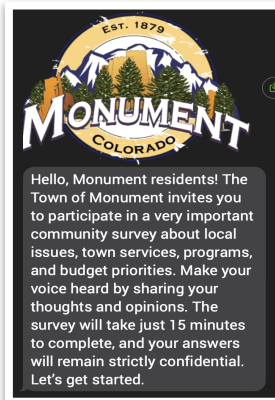 EST. 1879
MONUMENT
COLORADO
Hello, Monument residents! The
Town of Monument invites you
to participate in a very important
community survey about local
issues, town services, programs,
and budget priorities. Make your
voice heard by sharing your
thoughts and opinions. The
survey will take just 15 minutes
to complete, and your answers
will remain strictly confidential.
Let's get started.